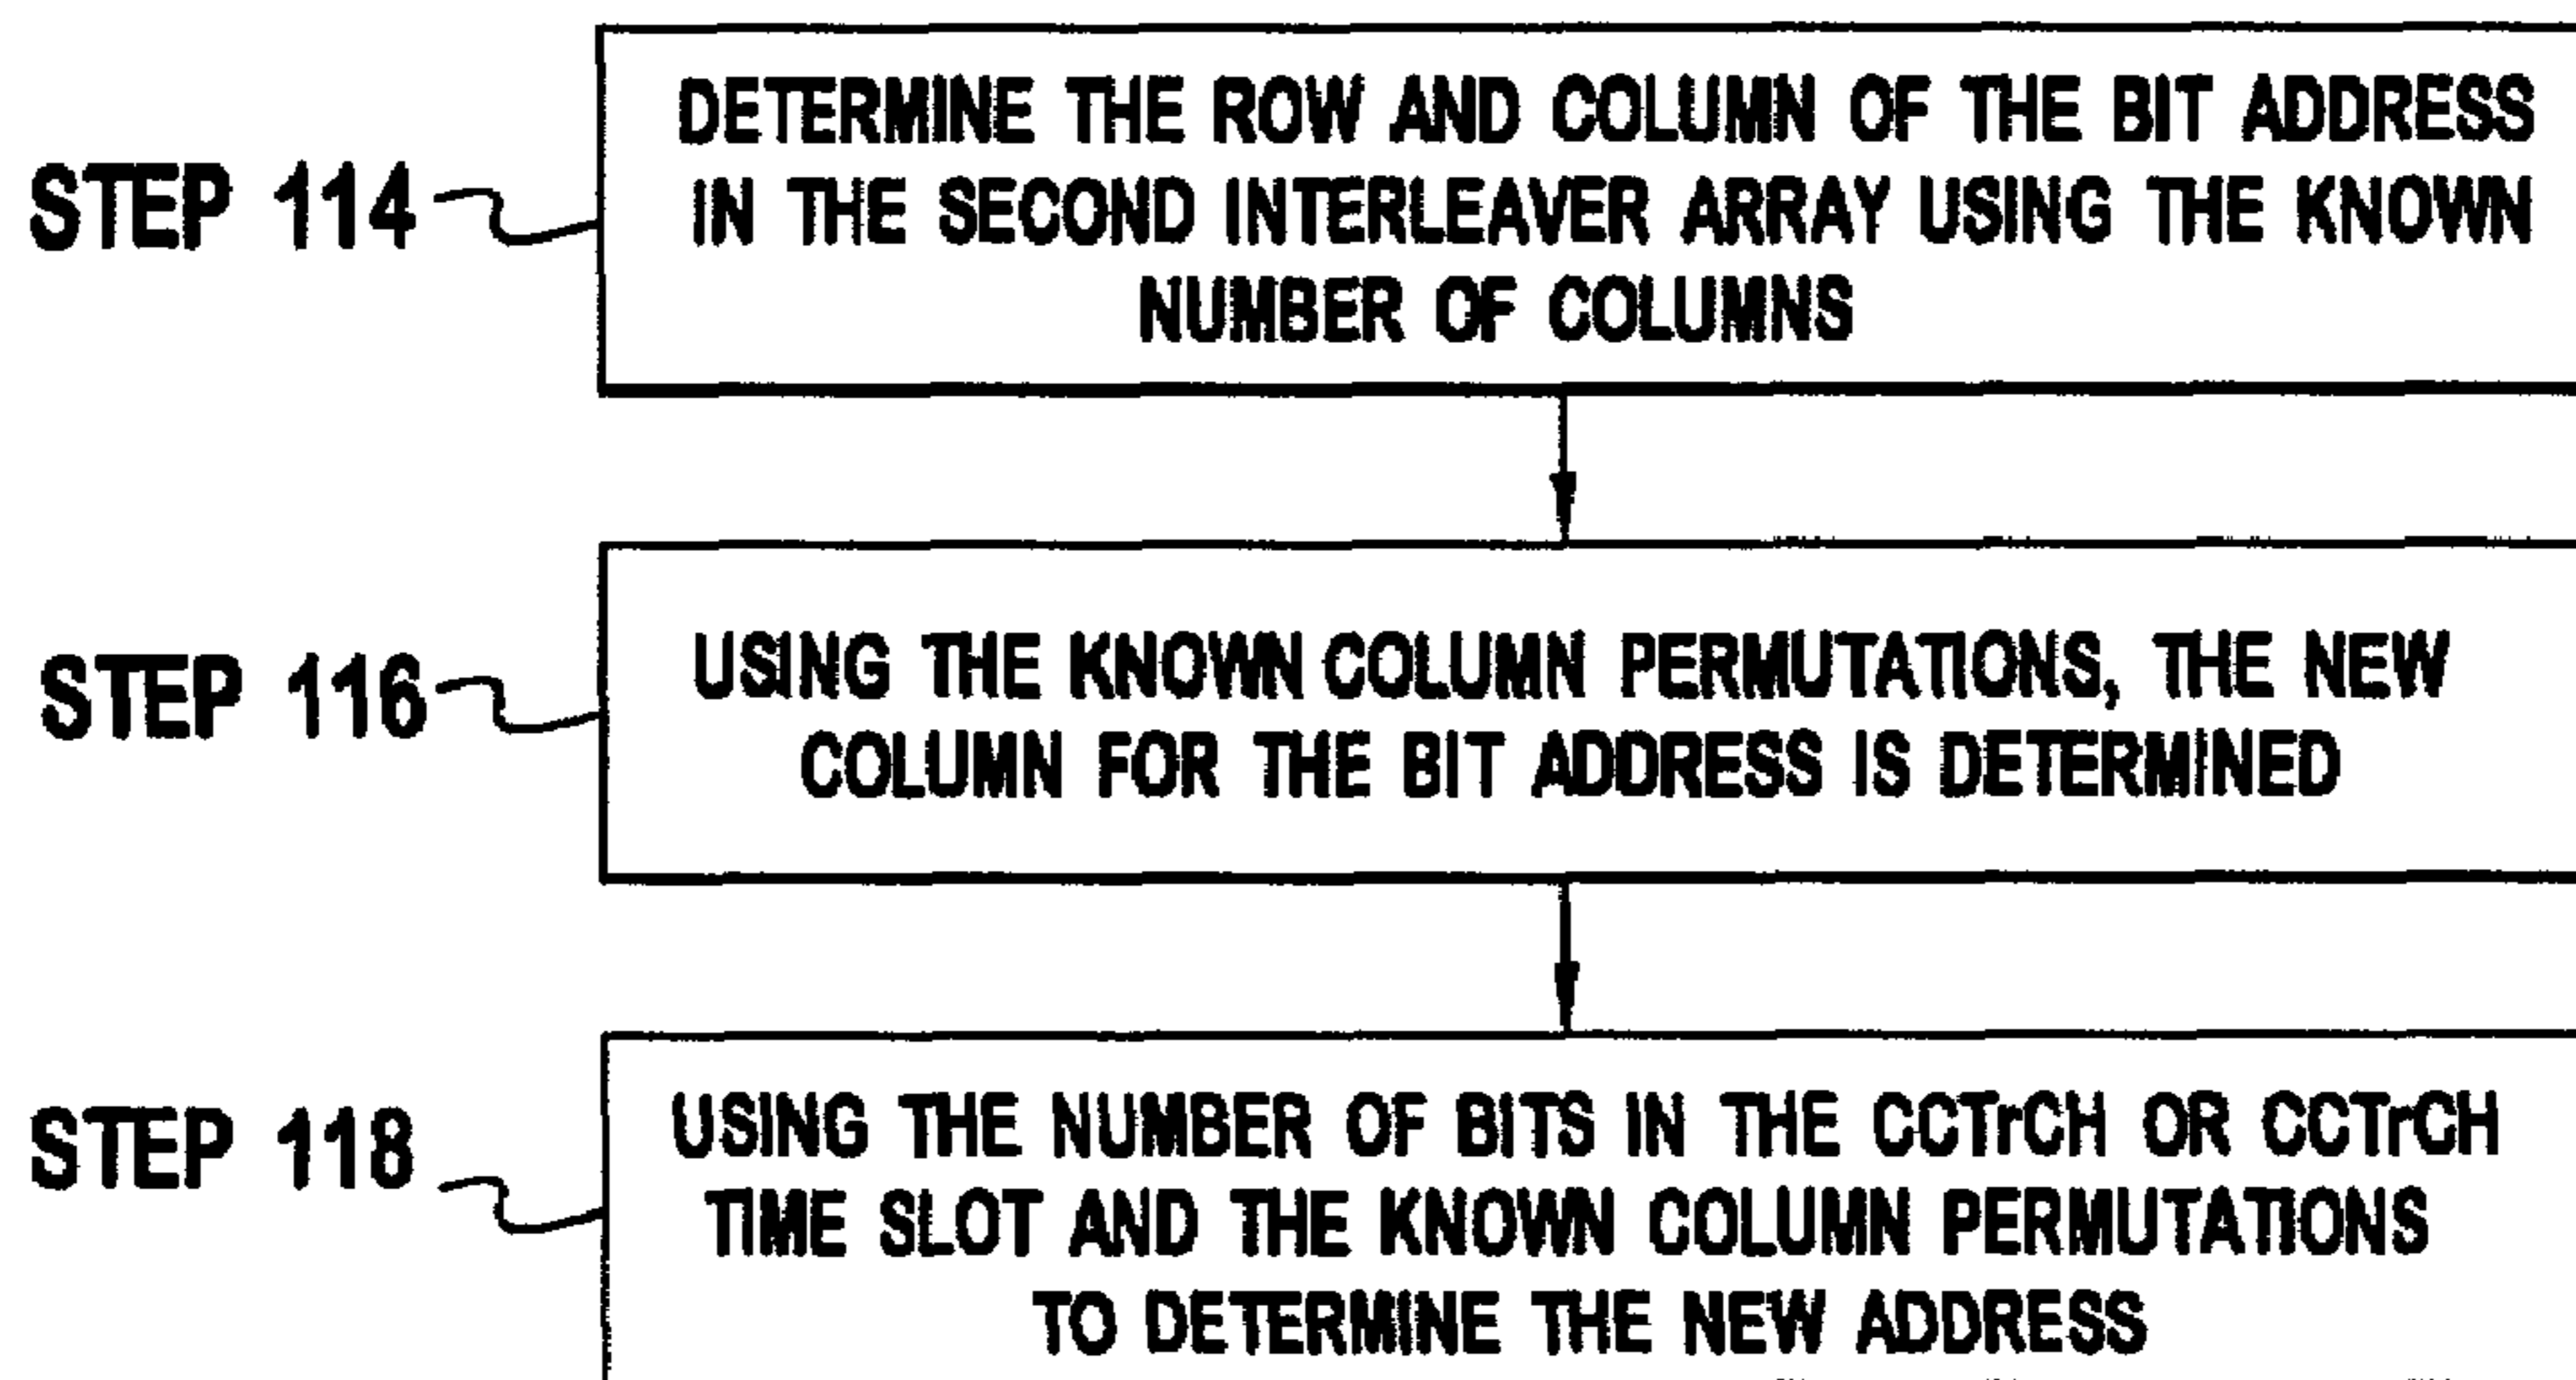 STEP 114
DETERMINE THE ROW AND COLUMN OF THE BIT ADDRESS
IN THE SECOND INTERLEAVER ARRAY USING THE KNOWN
NUMBER OF COLUMNS
STEP 116
USING THE KNOWN COLUMN PERMUTATIONS, THE NEW
COLUMN FOR THE BIT ADDRESS IS DETERMINED
STEP 118
USING THE NUMBER OF BITS IN THE CCTrCH OR CCTrCH
TIME SLOT AND THE KNOWN COLUMN PERMUTATIONS
TO DETERMINE THE NEW ADDRESS